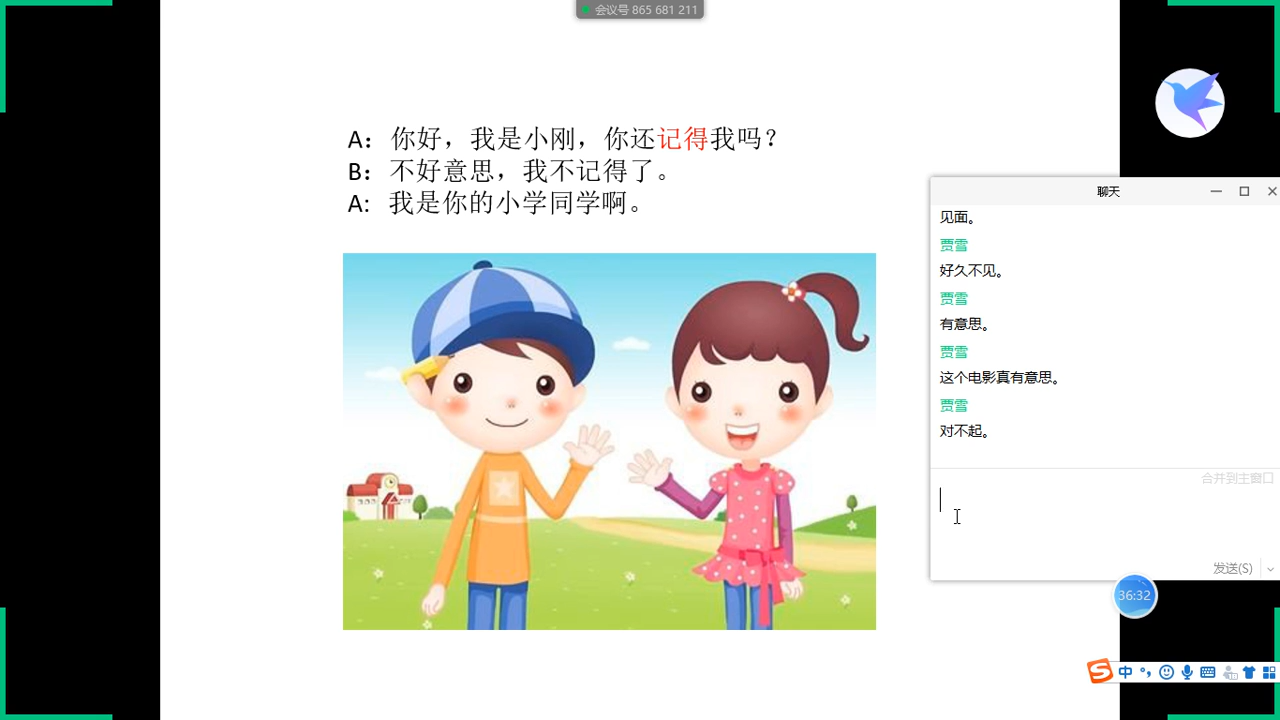 会议号 865 681 211
A：你好，我是小刚，你还记得我吗？
B：不好意思，我不记得了。
A： 我是你的小学同学啊。
聊天
见面。
贾雪
好久不见。
贾雪
有意思。
贾雪
这个电影真有意思。
贾雪
对不起。
合并到主窗口
发送(S)
36:32
S 中